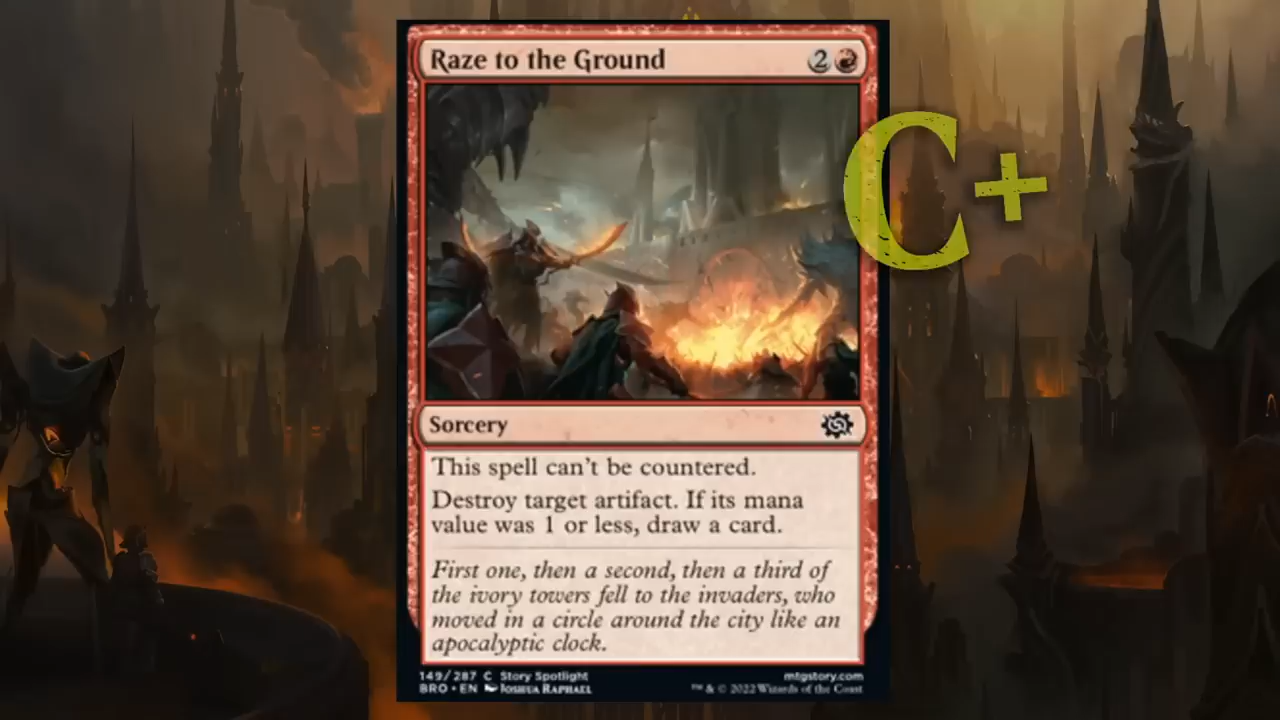 Raze to the Ground 2
C+
Sorcery
This spell can't be countered.
Destroy target artifact. If its mana
value was 1 or less, draw a card.
First one, then a second, then a third of
the ivory towers fell to the invaders, who
moved in a circle around the city like an
apocalyptic clock.
149/287 C Story Spotlight mtgstory.com
BRO • EN Joshua Raphael ™ & © 2022 Wizards of the Coast